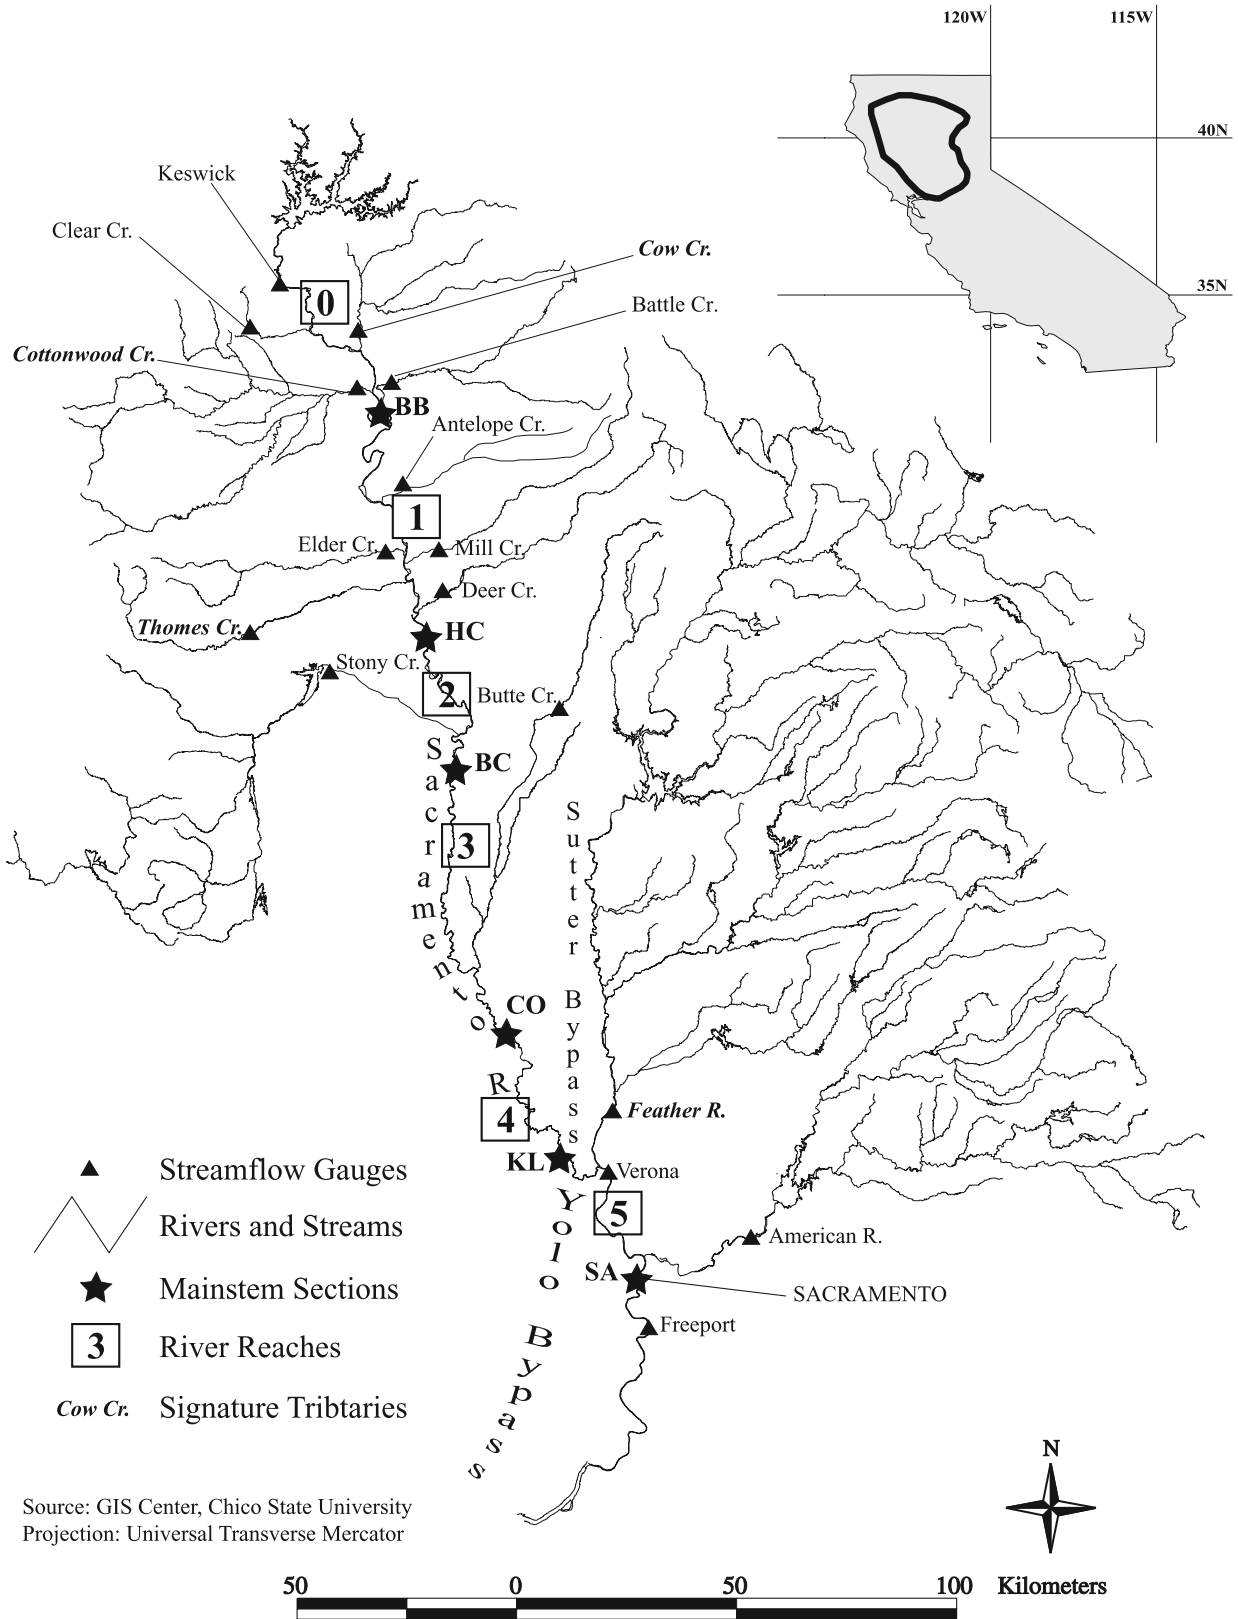 120W
115W
40N
35N
Keswick
Clear Cr.
Cow Cr.
0
Battle Cr.
Cottonwood Cr.
BB
Antelope Cr.
1
Elder Cr.
Mill Cr.
Deer Cr.
Thomes Cr.
HC
Stony Cr.
2
Butte Cr.
BC
3
Sacramento R
Sutter Bypass
CO
4
Feather R.
KL
Verona
5
Yolo Bypass
American R.
SA
SACRAMENTO
Freeport
Streamflow Gauges
Rivers and Streams
Mainstem Sections
3
River Reaches
Cow Cr.
Signature Tribtaries
Source: GIS Center, Chico State University
Projection: Universal Transverse Mercator
N
50
0
50
100
Kilometers